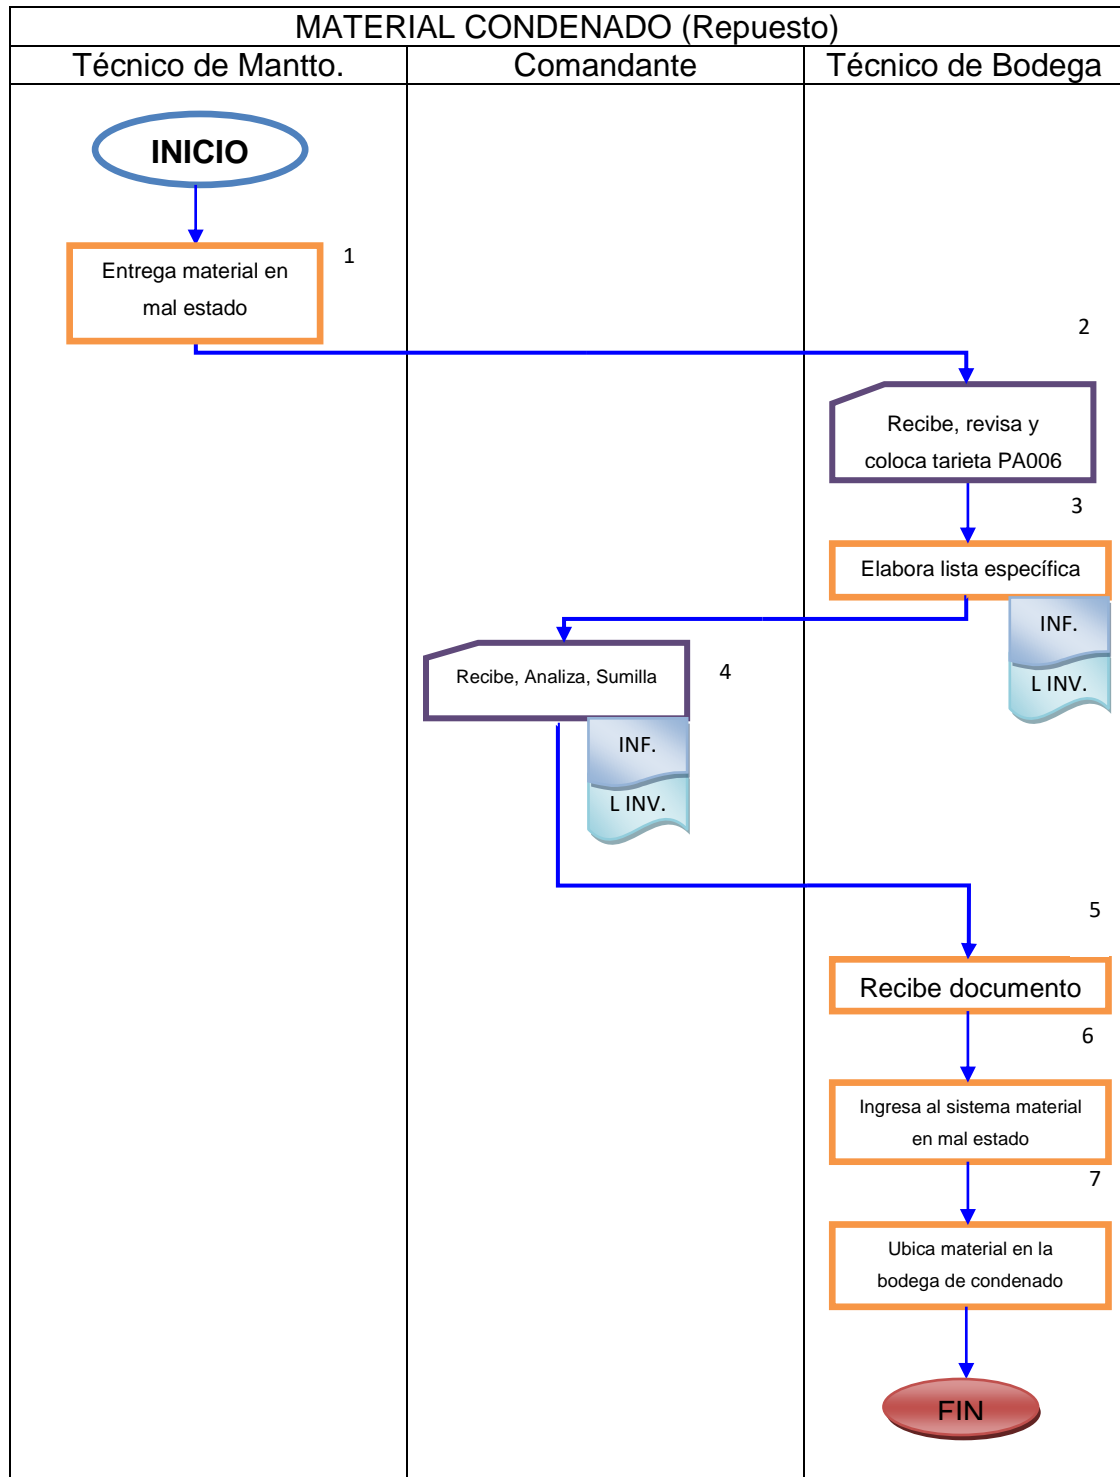 MATERIAL CONDENADO (Repuesto)
Técnico de Mantto.
Comandante
Técnico de Bodega
INICIO
1
Entrega material en
mal estado
2
Recibe, revisa y
coloca tarieta PA006
3
Elabora lista específica
INF.
L INV.
4
Recibe, Analiza, Sumilla
INF.
L INV.
5
Recibe documento
6
Ingresa al sistema material
en mal estado
7
Ubica material en la
bodega de condenado
FIN